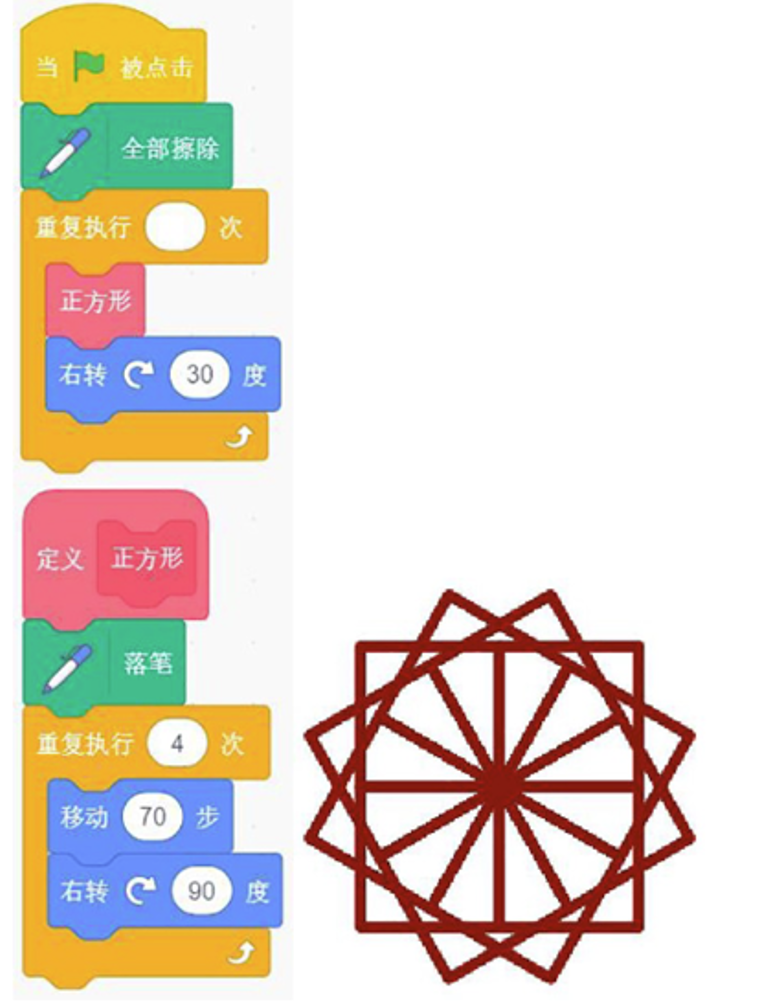 当 被点击
全部擦除
重复执行 次
正方形
右转 30 度
定义 正方形
落笔
重复执行 4 次
移动 70 步
右转 90 度